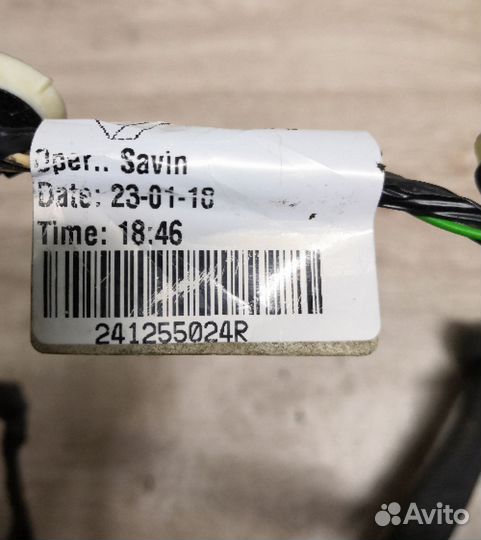 Oper.: Savin
Date: 23-01-18
Time: 18:46
241255024R
Avito